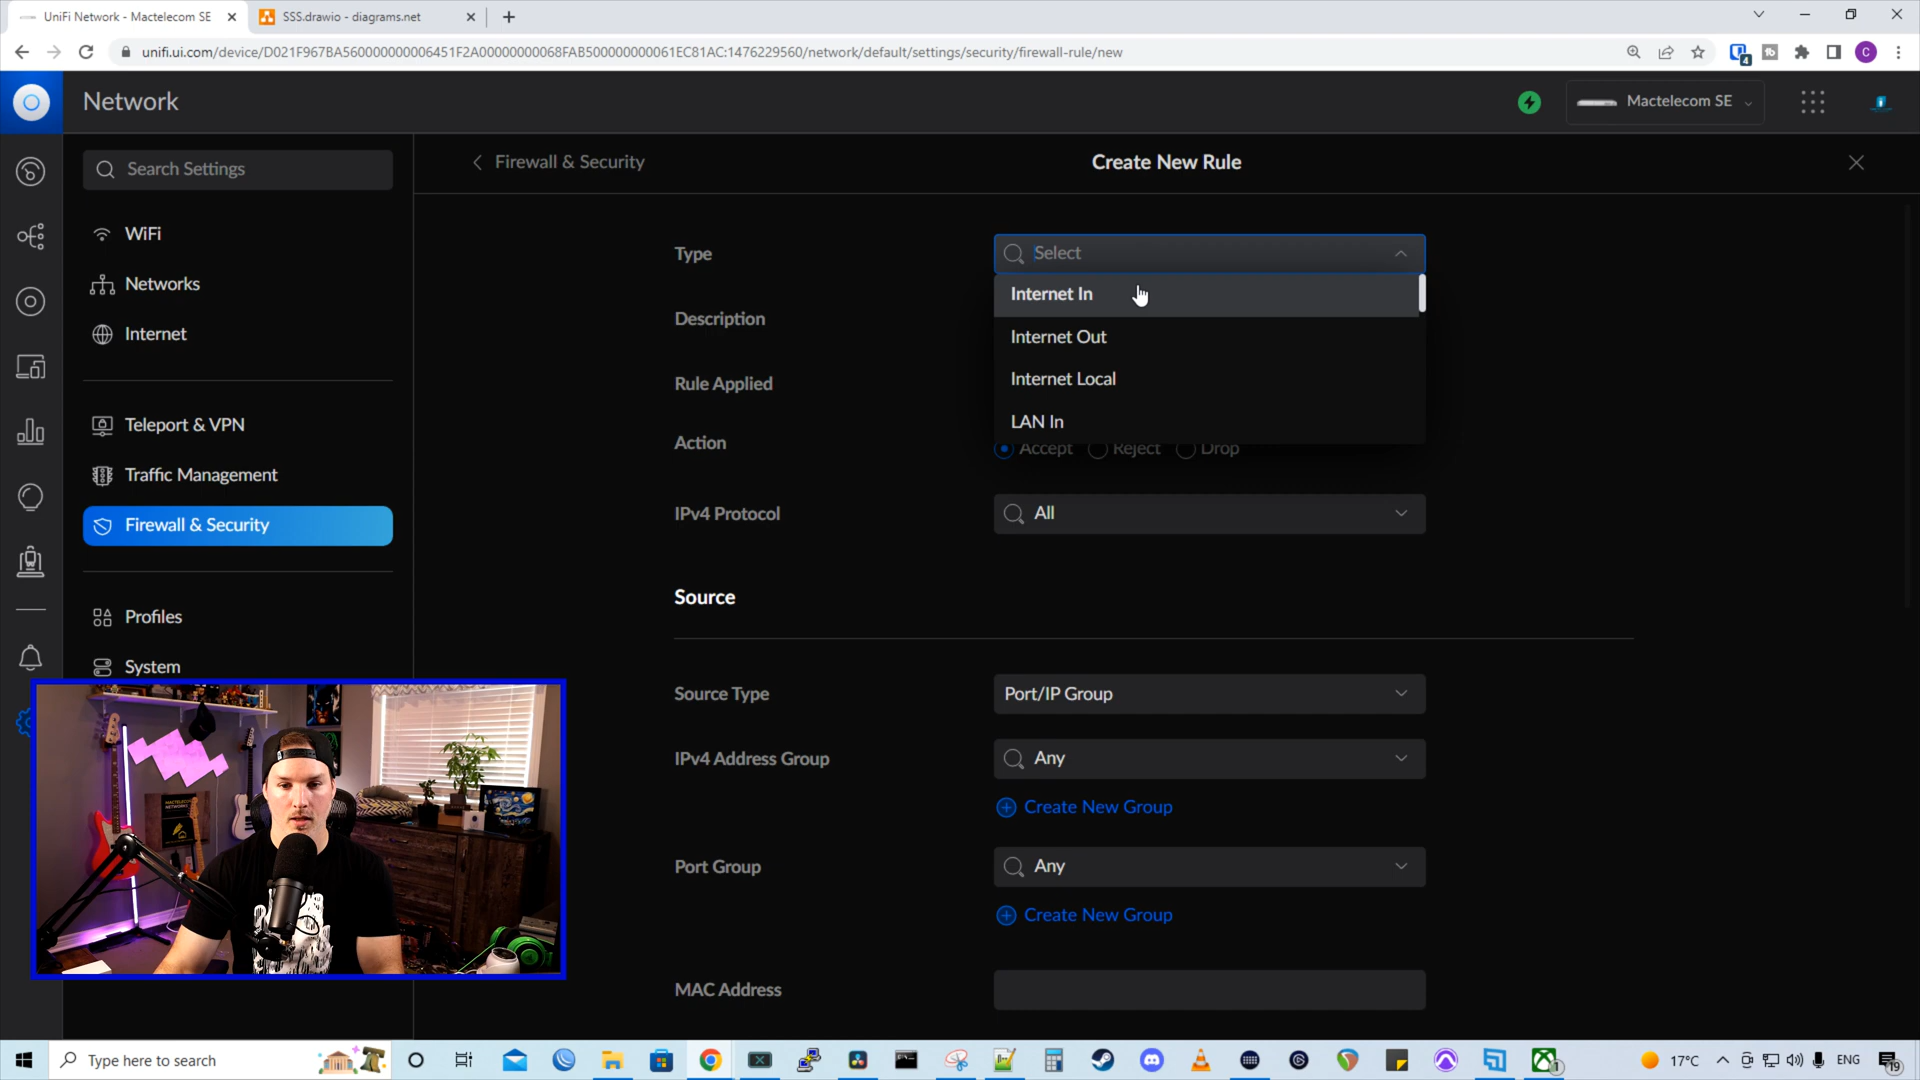 UniFi Network - Mactelecom SE
SSS.drawio - diagrams.net
unifi.ui.com/device/D021F967BA560000000006451F2A00000000068FAB500000000061EC81AC:1476229560/network/default/settings/security/firewall-rule/new
4
C
Network
Mactelecom SE
Search Settings
Firewall & Security
Create New Rule
WiFi
Networks
Internet
Teleport & VPN
Traffic Management
Firewall & Security
Profiles
System
Type
Select
Internet In
Internet Out
Internet Local
LAN In
Description
Rule Applied
Action
Accept
Reject
Drop
IPv4 Protocol
All
Source
Source Type
Port/IP Group
IPv4 Address Group
Any
Create New Group
Port Group
Any
Create New Group
MAC Address
Type here to search
17°C
ENG
19